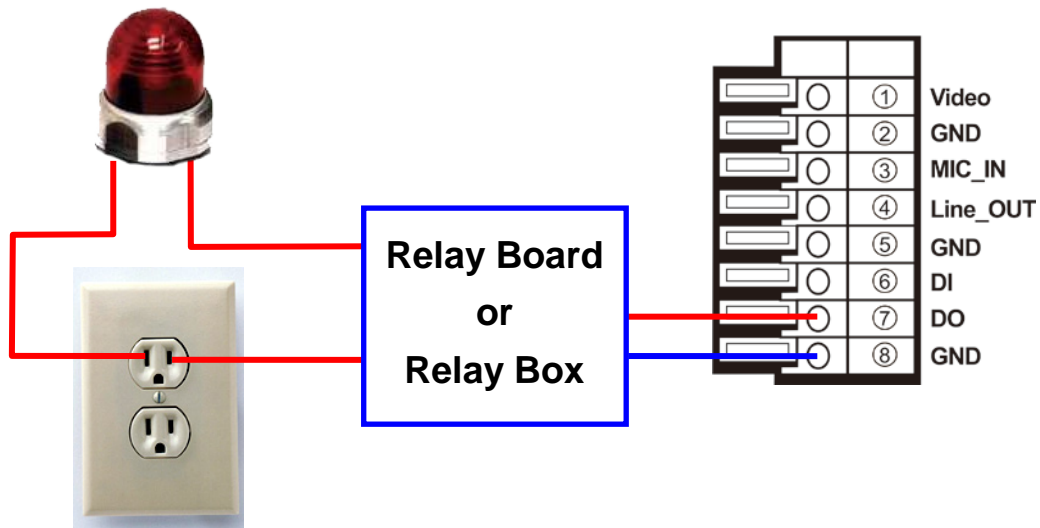 Relay Board
or
Relay Box
① Video
② GND
③ MIC_IN
④ Line_OUT
⑤ GND
⑥ DI
⑦ DO
⑧ GND